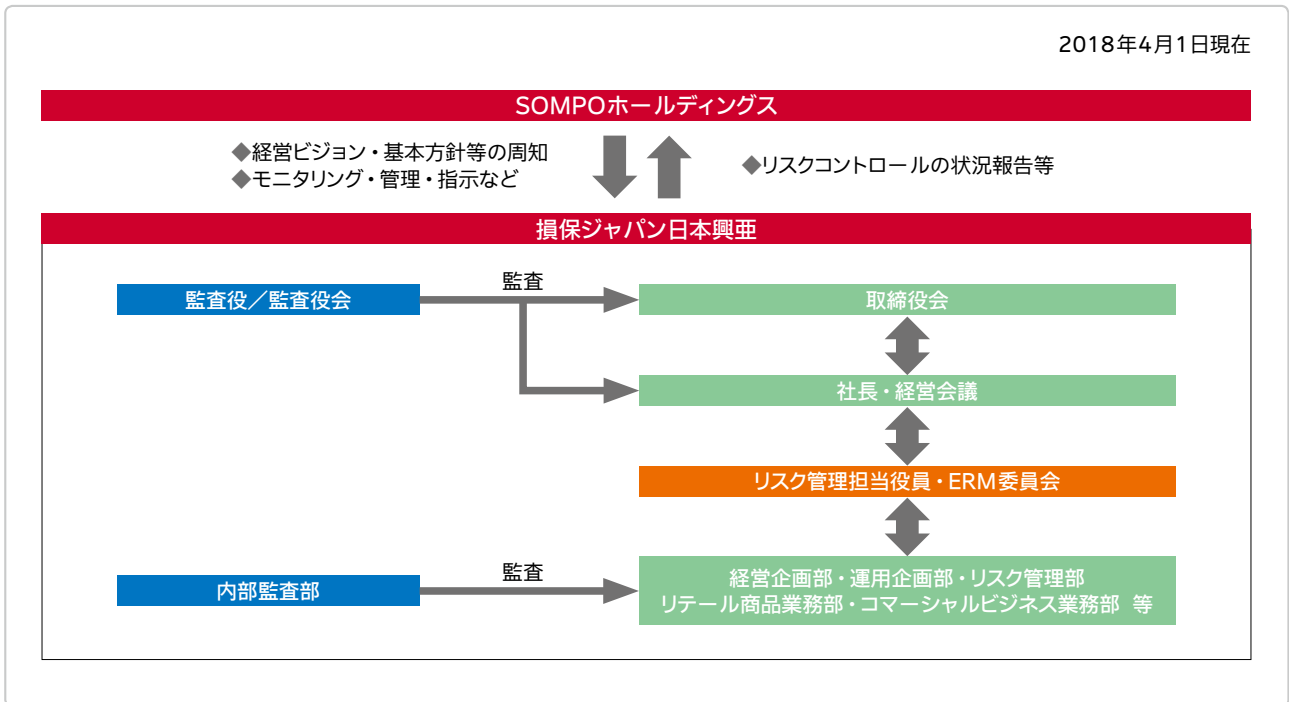 2018年4月1日現在
SOMPOホールディングス
◆経営ビジョン・基本方針等の周知
◆モニタリング・管理・指示など
◆リスクコントロールの状況報告等
損保ジャパン日本興亜
監査役／監査役会
監査
取締役会
社長・経営会議
リスク管理担当役員・ERM委員会
内部監査部
監査
経営企画部・運用企画部・リスク管理部
リテール商品業務部・コマーシャルビジネス業務部 等